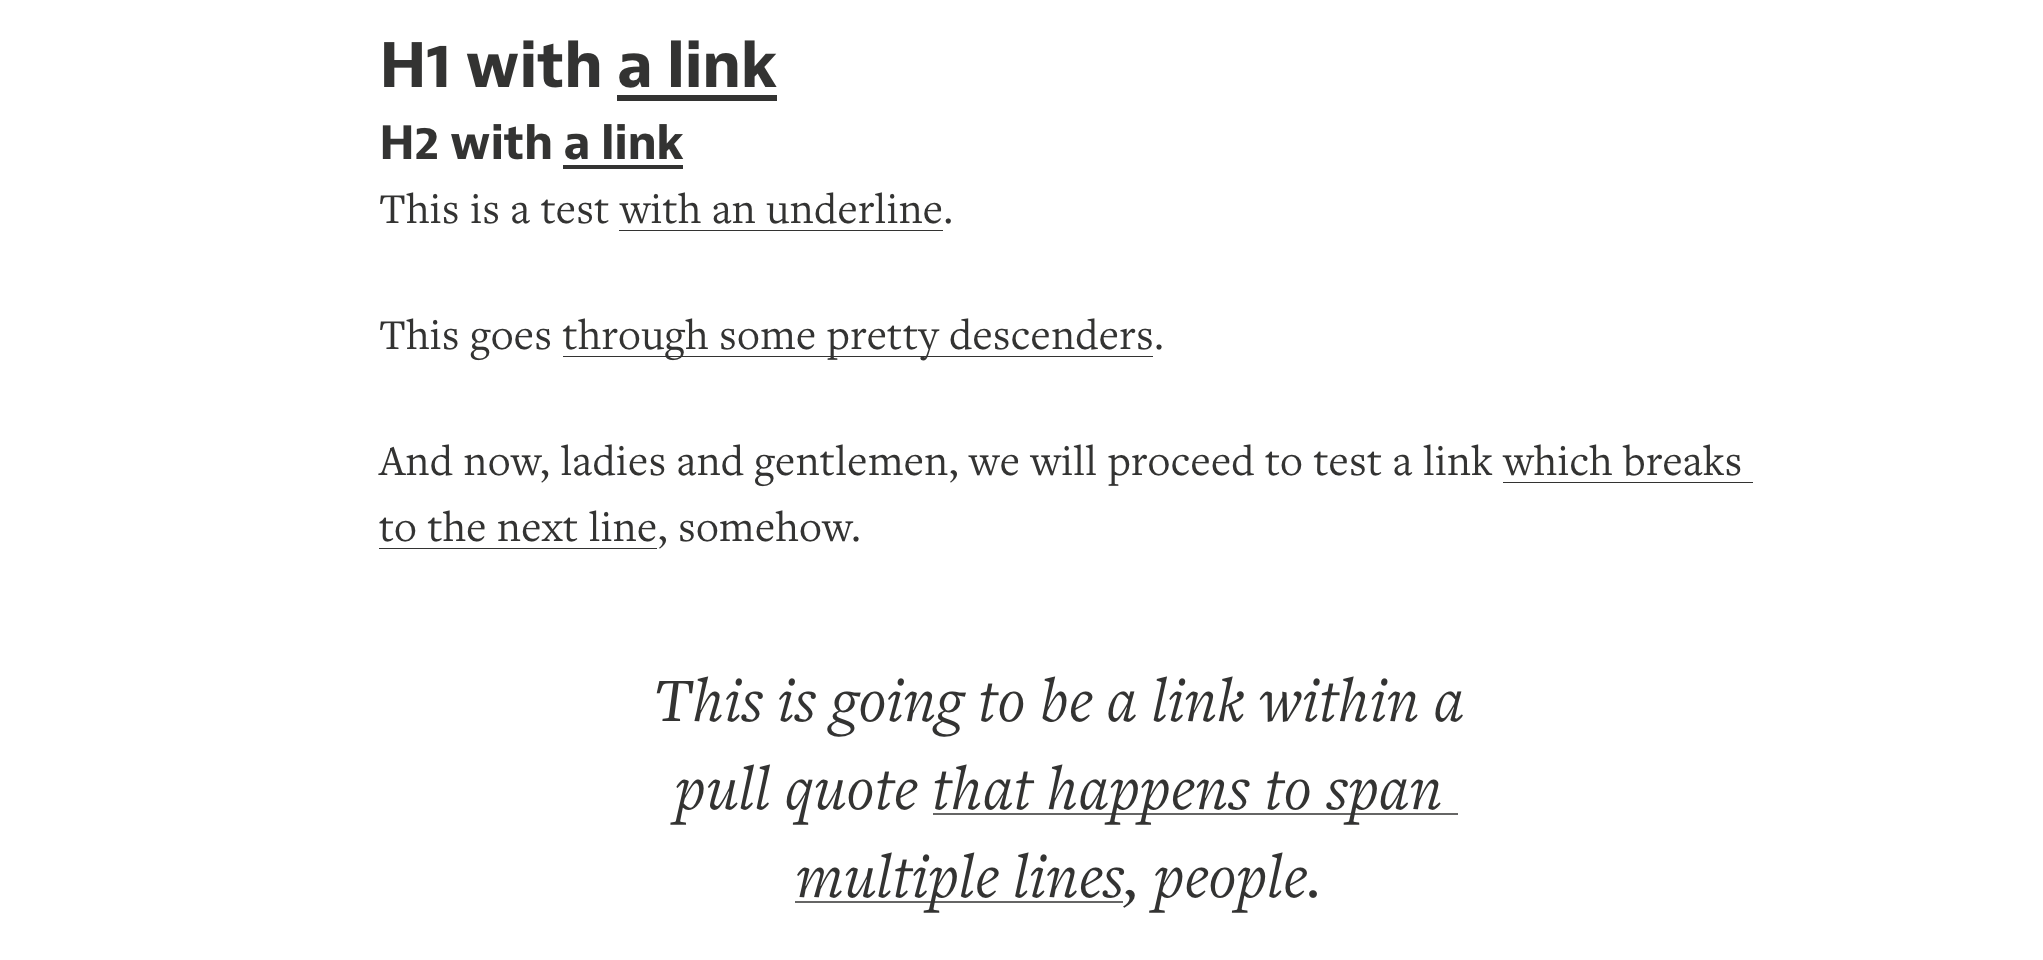 H1 with a link
H2 with a link
This is a test with an underline.
This goes through some pretty descenders.
And now, ladies and gentlemen, we will proceed to test a link which breaks
to the next line, somehow.
This is going to be a link within a
pull quote that happens to span
multiple lines, people.